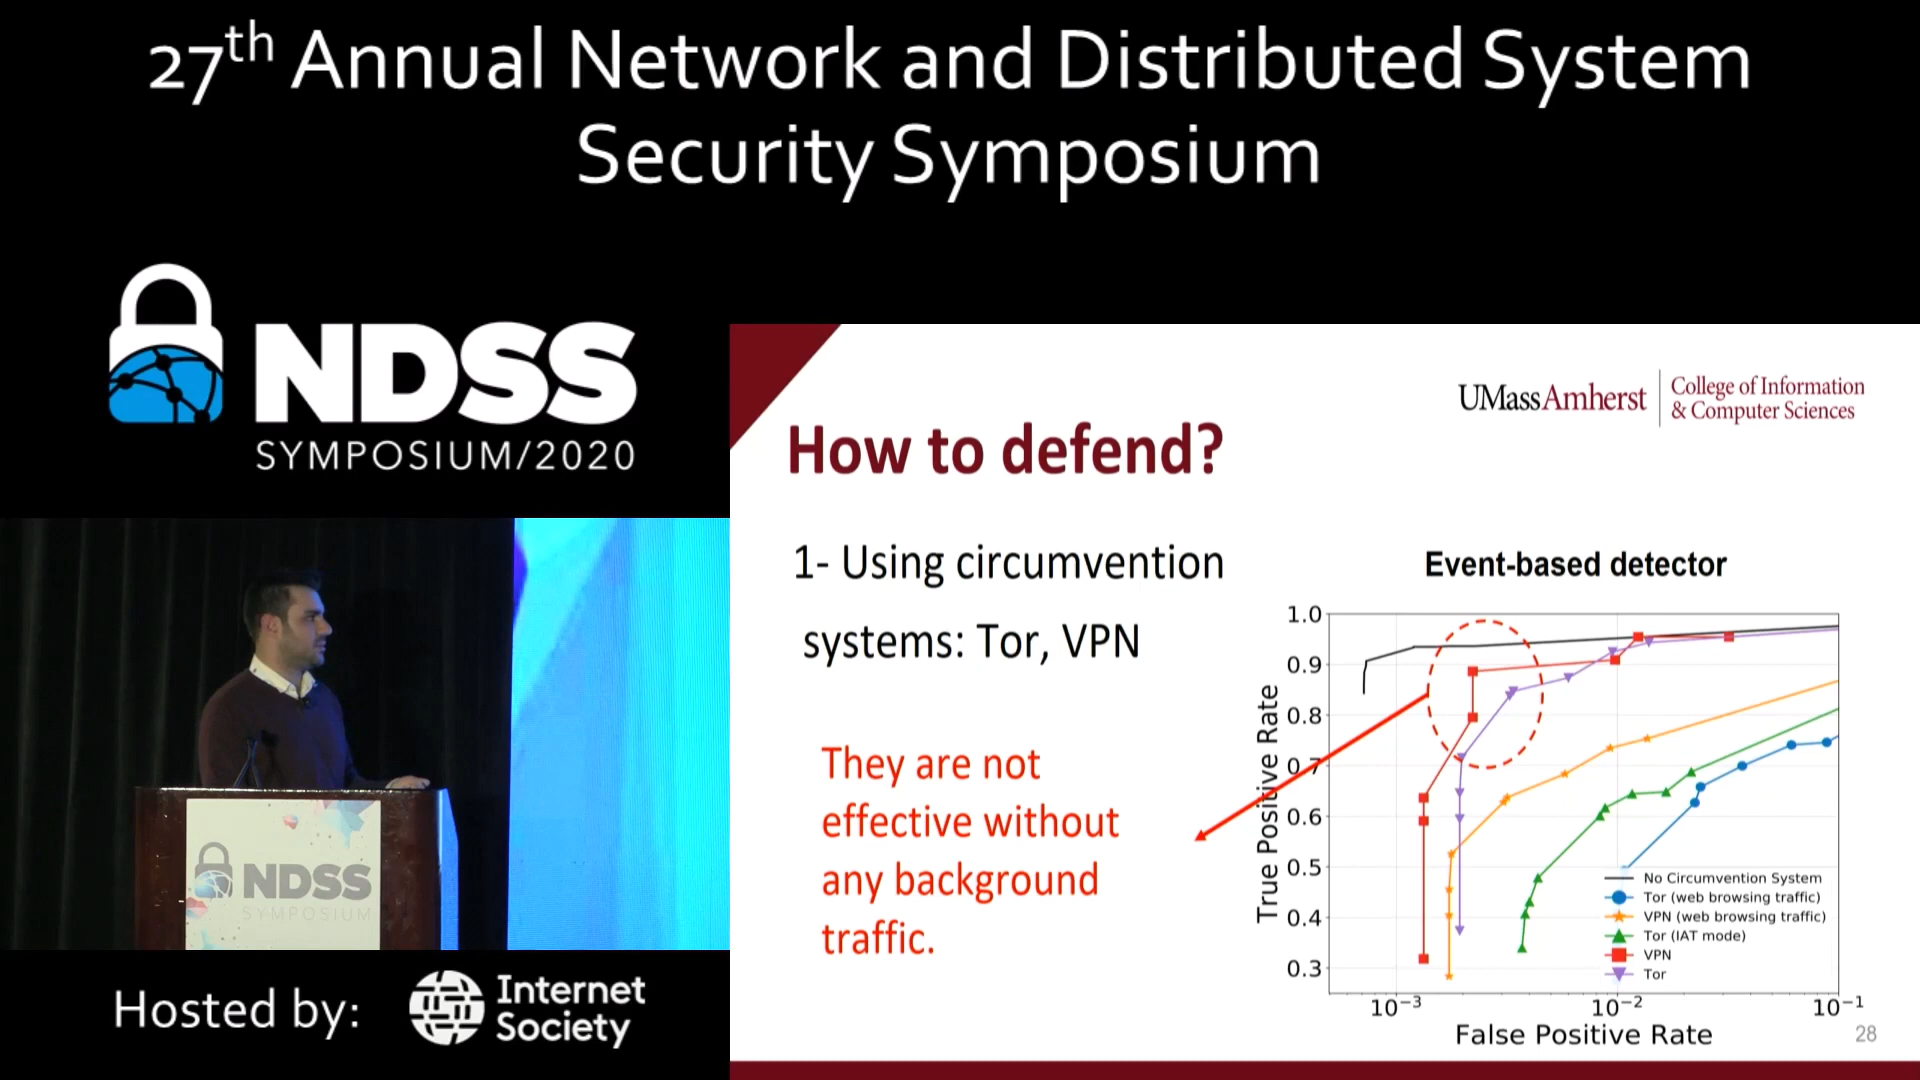 27th Annual Network and Distributed System
Security Symposium
NDSS
SYMPOSIUM/2020
UMassAmherst
College of Information
& Computer Sciences
How to defend?
1- Using circumvention
systems: Tor, VPN
They are not
effective without
any background
traffic.
Event-based detector
True Positive Rate
1.0
0.9
0.8
0.7
0.6
0.5
0.4
0.3
No Circumvention System
Tor (web browsing traffic)
VPN (web browsing traffic)
Tor (IAT mode)
VPN
Tor
10⁻³
10⁻²
10⁻¹
False Positive Rate
28
NDSS
SYMPOSIUM
Hosted by:
Internet
Society